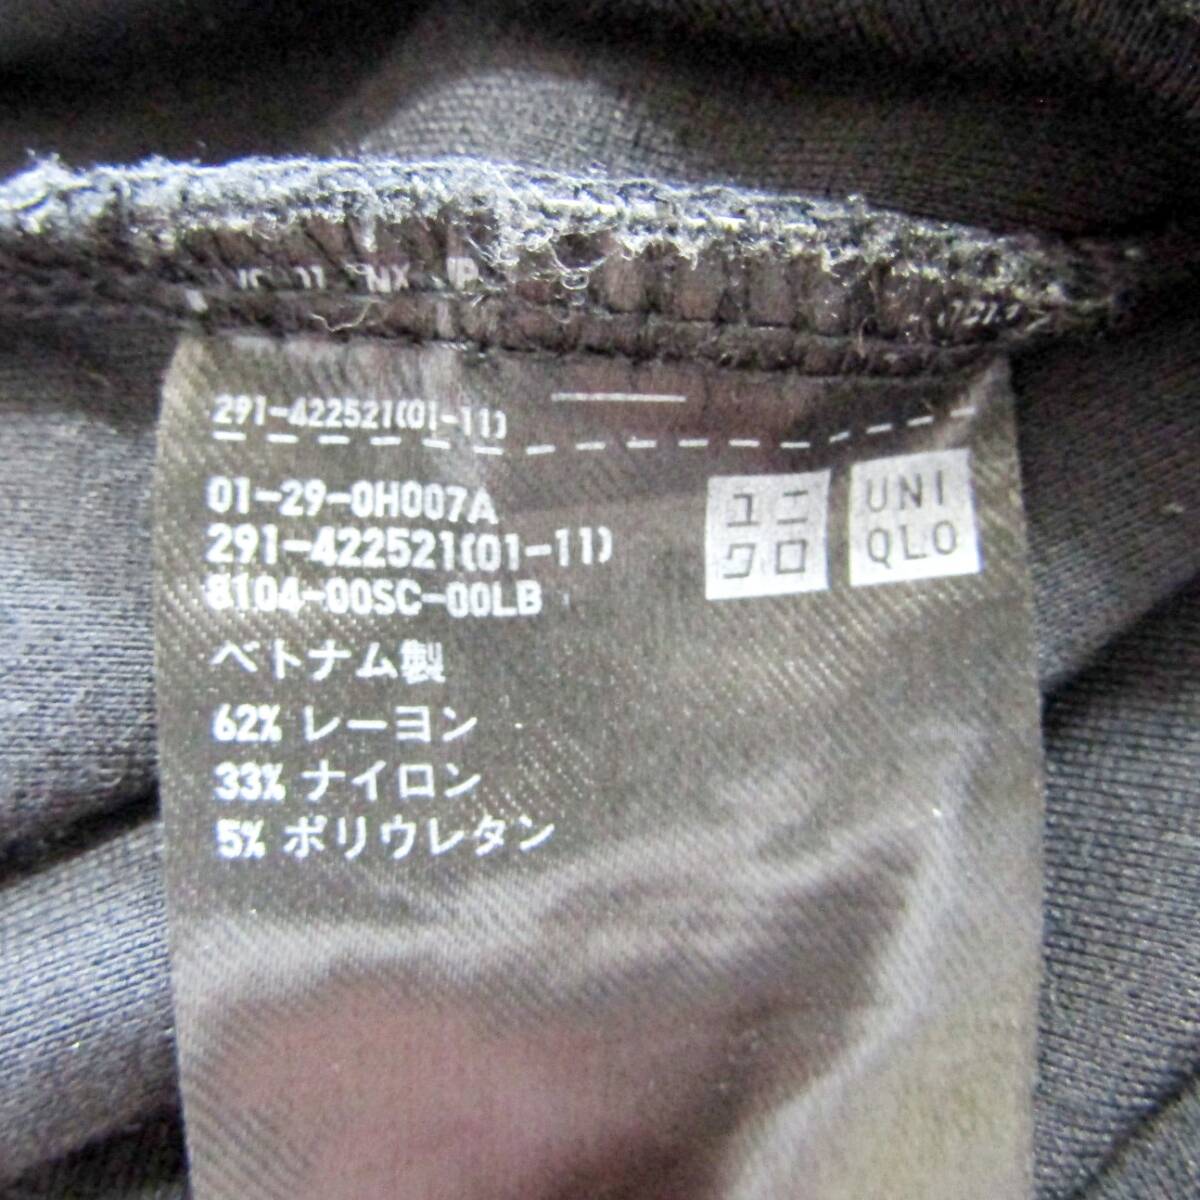 291-422521(01-11)
01-29-0H007A
291-422521(01-11)
8104-00SC-00LB
ユニ
クロ
UNI
QLO
ベトナム製
62% レーヨン
33% ナイロン
5% ポリウレタン